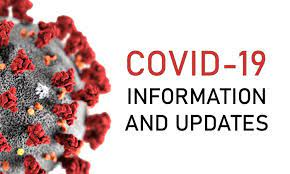 COVID-19
INFORMATION
AND UPDATES